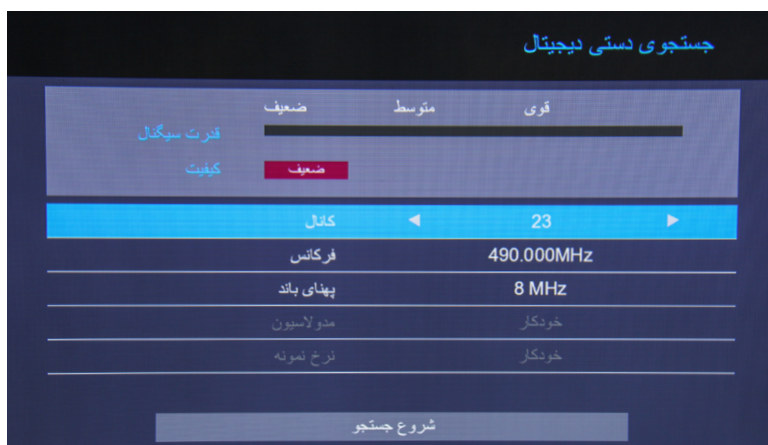 جستجوی دستی دیجیتال
ضعیف متوسط قوی
قدرت سیگنال
کیفیت ضعیف
کانال 23
فرکانس 490.000MHz
پهنای باند 8 MHz
مدولاسیون خودکار
نرخ نمونه خودکار
شروع جستجو